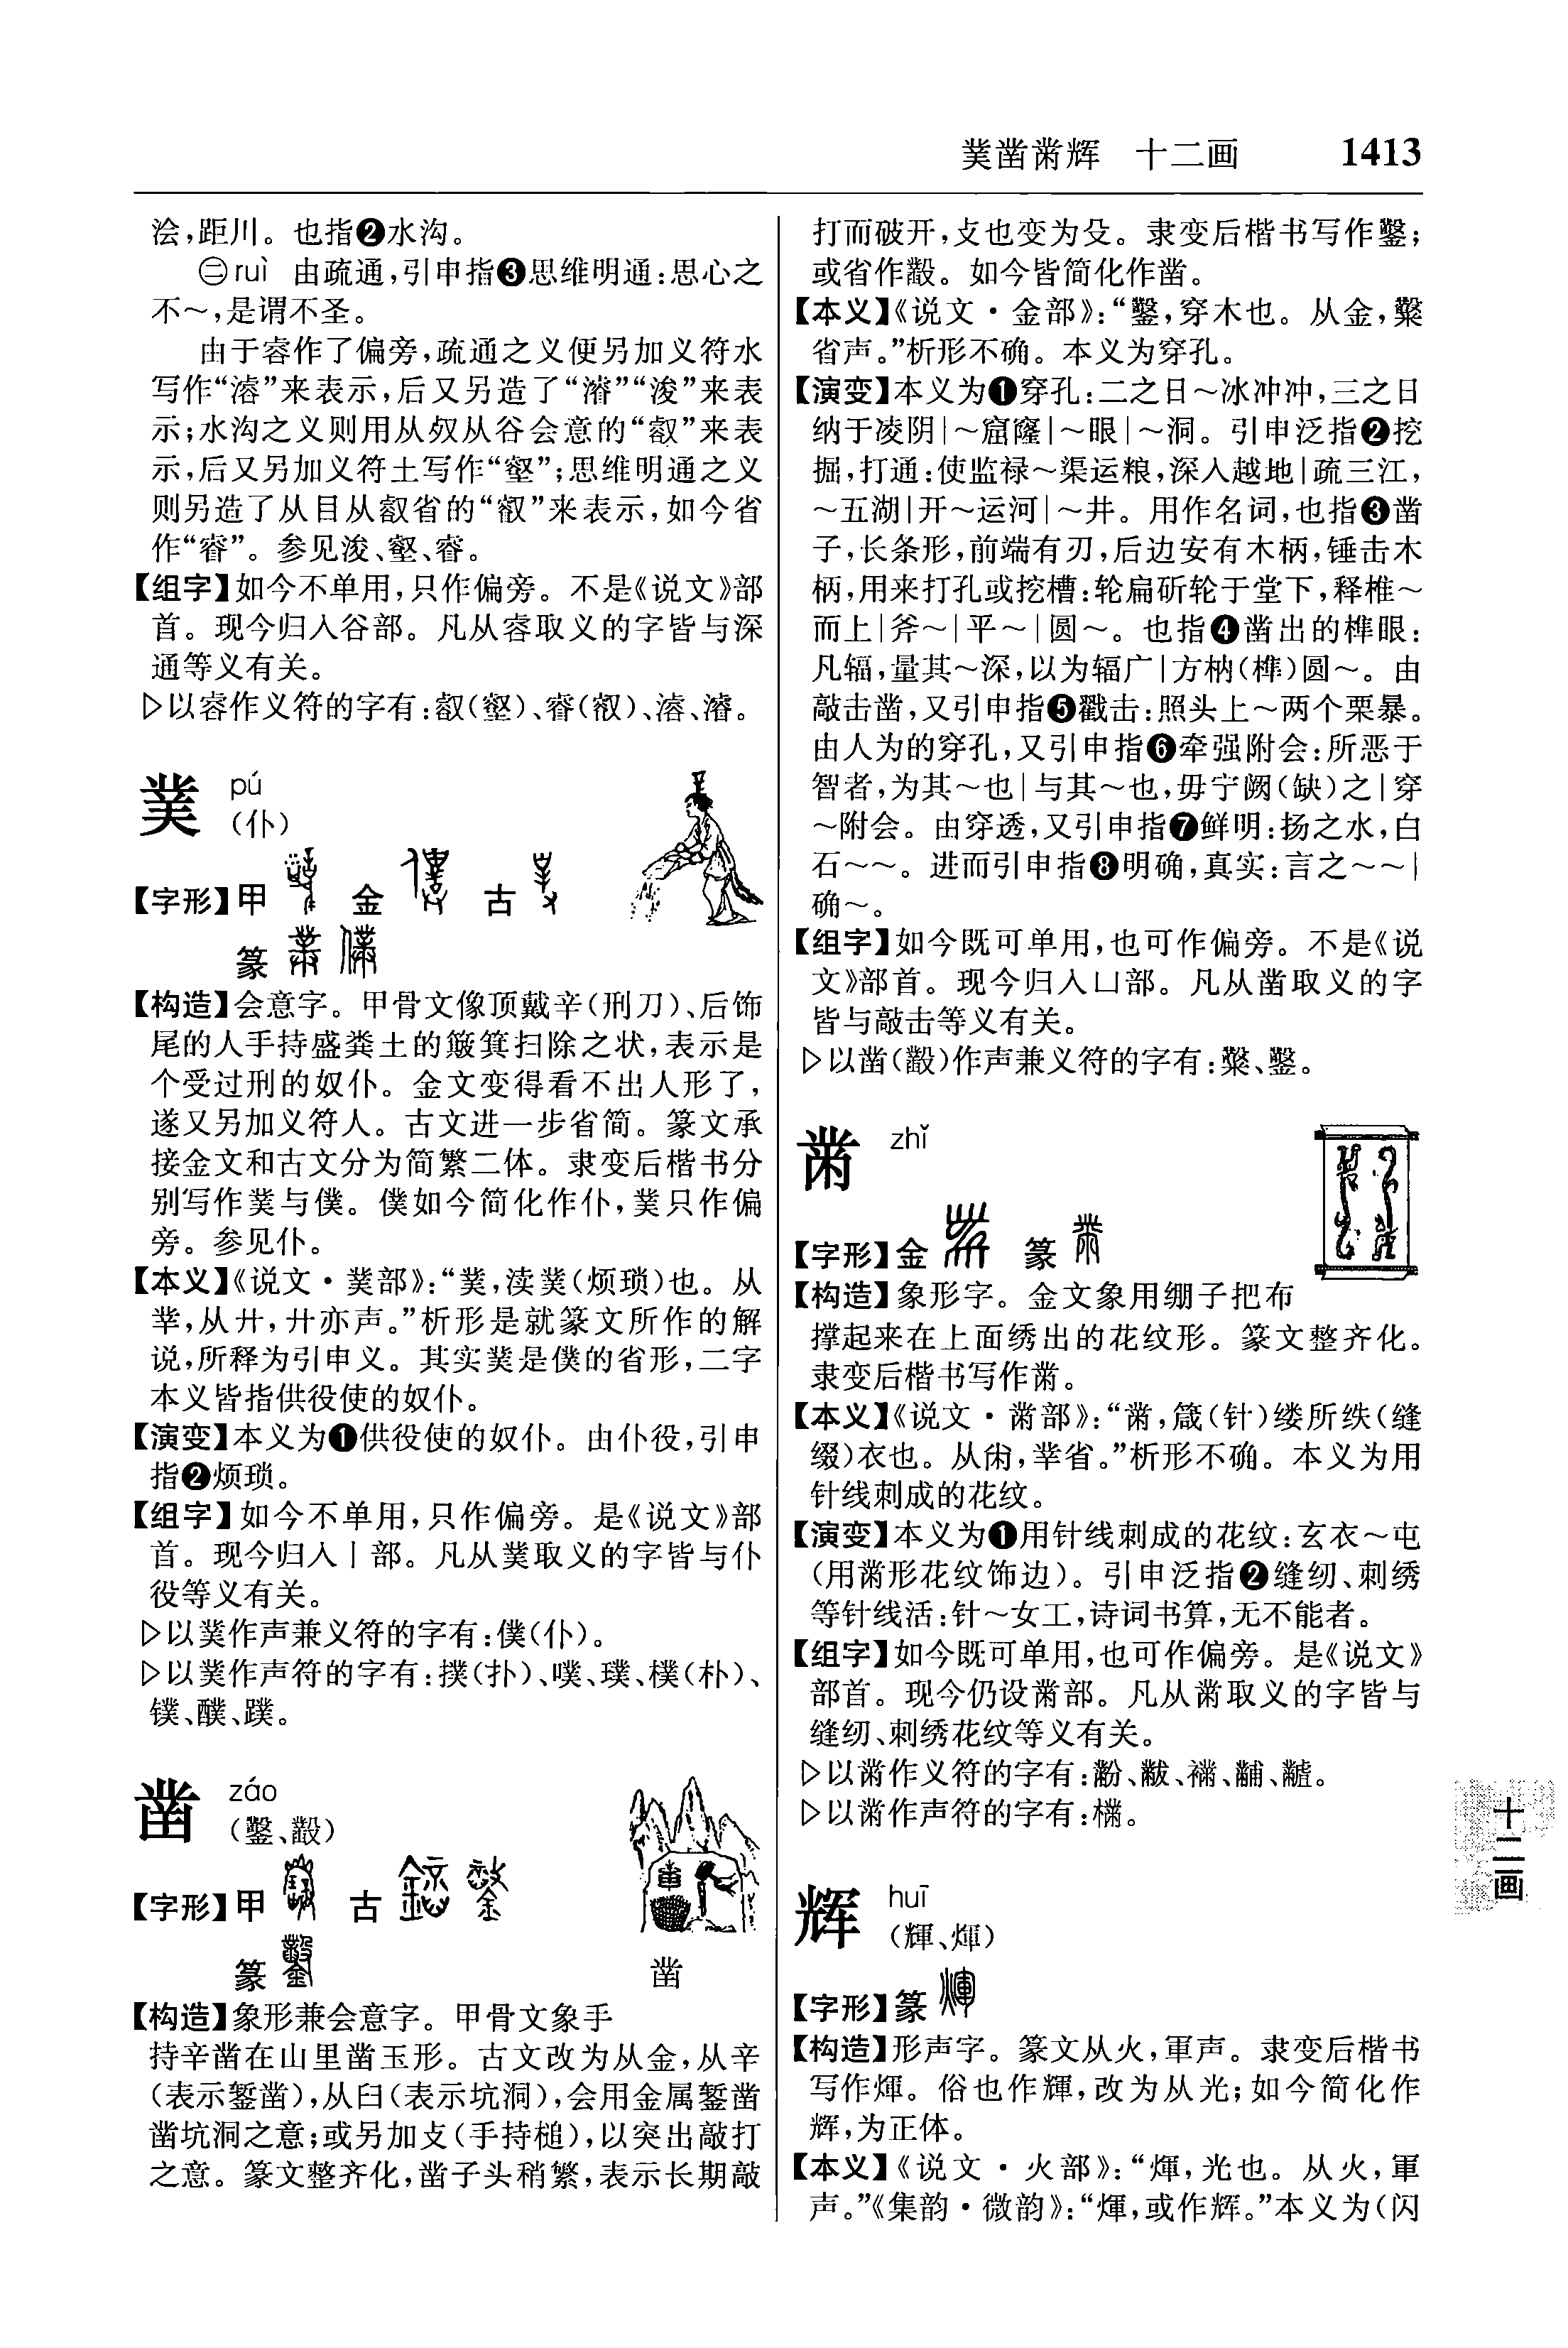 菐凿黹辉　十二画　1413
浍,距川。也指❷水沟。
㊁ruì　由疏通,引申指❸思维明通:思心之
不～,是谓不圣。
由于容作了偏旁,疏通之义便另加义符水
写作“濬”来表示,后又另造了“濬”“浚”来表
示;水沟之义则用从𣦼从谷会意的“㕡”来表
示,后又另加义符土写作“壑”;思维明通之义
则另造了从目从㕡省的“叡”来表示,如今省
作“睿”。参见浚、壑、睿。
【组字】如今不单用,只作偏旁。不是《说文》部
首。现今归入谷部。凡从㕡取义的字皆与深
通等义有关。
▷以㕡作义符的字有:㕡(壑)、睿(叡)、濬。
菐　pú
(仆)
【字形】甲　金　古
篆
【构造】会意字。甲骨文像顶戴辛(刑刀)、后饰
尾的人手持盛粪土的簸箕扫除之状,表示是
个受过刑的奴仆。金文变得看不出人形了,
遂又另加义符人。古文进一步省简。篆文承
接金文和古文分为简繁二体。隶变后楷书分
别写作菐与僕。僕如今简化作仆,菐只作偏
旁。参见仆。
【本义】《说文·菐部》:“菐,渎菐(烦琐)也。从
丵,从廾,廾亦声。”析形是就篆文所作的解
说,所释为引申义。其实菐是僕的省形,二字
本义皆指供役使的奴仆。
【演变】本义为❶供役使的奴仆。由仆役,引申
指❷烦琐。
【组字】如今不单用,只作偏旁。是《说文》部
首。现今归入丨部。凡从菐取义的字皆与仆
役等义有关。
▷以菐作声兼义符的字有:僕(仆)。
▷以菐作声符的字有:撲(扑)、噗、璞、樸(朴)、
镤、醭、蹼。
凿　záo
(鑿、)
【字形】甲　古
篆
凿
【构造】象形兼会意字。甲骨文象手
持辛凿在山里凿玉形。古文改为从金,从辛
(表示錾凿),从臼(表示坑洞),会用金属錾凿
凿坑洞之意;或另加攴(手持槌),以突出敲打
之意。篆文整齐化,凿子头稍繁,表示长期敲
打而破开,攴也变为殳。隶变后楷书写作鑿;
或省作。如今皆简化作凿。
【本义】《说文·金部》:“鑿,穿木也。从金,
省声。”析形不确。本义为穿孔。
【演变】本义为❶穿孔:二之日～冰冲冲,三之日
纳于凌阴|～窟窿|～眼|～洞。引申泛指❷挖
掘,打通:使监禄～渠运粮,深入越地|疏三江,
～五湖|开～运河|～井。用作名词,也指❸凿
子,长条形,前端有刃,后边安有木柄,锤击木
柄,用来打孔或挖槽:轮扁斫轮于堂下,释椎～
而上|斧～|平～|圆～。也指❹凿出的榫眼:
凡辐,量其～深,以为辐广|方枘(榫)圆～。由
敲击凿,又引申指❺戳击:照头上～两个栗暴。
由人为的穿孔,又引申指❻牵强附会:所恶于
智者,为其～也|与其～也,毋宁阙(缺)之|穿
～附会。由穿透,又引申指❼鲜明:扬之水,白
石～～。进而引申指❽明确,真实:言之～～|
确～。
【组字】如今既可单用,也可作偏旁。不是《说
文》部首。现今归入凵部。凡从凿取义的字
皆与敲击等义有关。
▷以凿()作声兼义符的字有:、鑿。
黹　zhǐ
【字形】金　篆
【构造】象形字。金文象用绷子把布
撑起来在上面绣出的花纹形。篆文整齐化。
隶变后楷书写作黹。
【本义】《说文·黹部》:“黹,箴(针)缕所紩(缝
缀)衣也。从㡀,丵省。”析形不确。本义为用
针线刺成的花纹。
【演变】本义为❶用针线刺成的花纹:玄衣～屯
(用黹形花纹饰边)。引申泛指❷缝纫、刺绣
等针线活:针～女工,诗词书算,无不能者。
【组字】如今既可单用,也可作偏旁。是《说文》
部首。现今仍设黹部。凡从黹取义的字皆与
缝纫、刺绣花纹等义有关。
▷以黹作义符的字有:黺、黻、襧、黼、。
▷以黹作声符的字有:。
辉　huī
(輝、煇)
【字形】篆
【构造】形声字。篆文从火,軍声。隶变后楷书
写作煇。俗也作輝,改为从光;如今简化作
辉,为正体。
【本义】《说文·火部》:“煇,光也。从火,軍
声。”《集韵·微韵》:“煇,或作辉。”本义为(闪
十二画